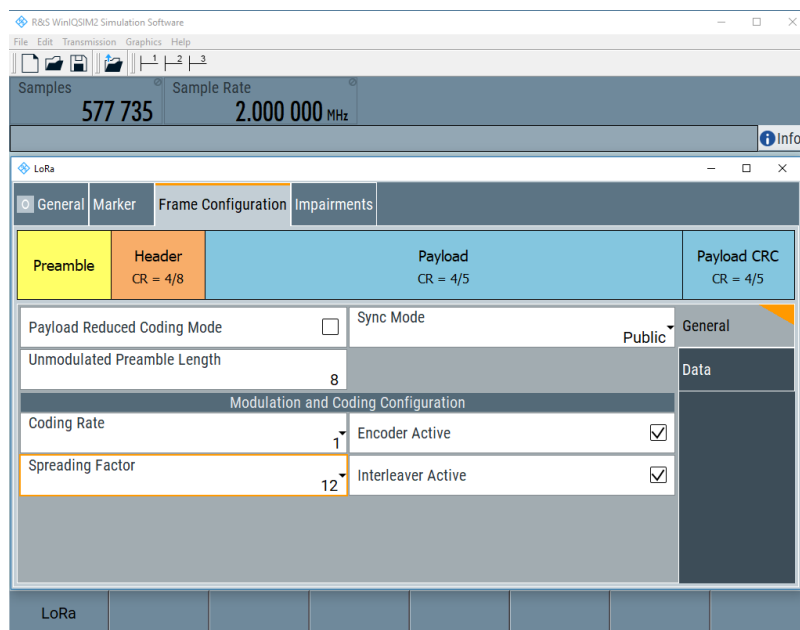 R&S WinIQSIM2 Simulation Software
File Edit Transmission Graphics Help
1 2 3
Samples
577 735
Sample Rate
2.000 000 MHz
Info
LoRa
General
Marker
Frame Configuration
Impairments
Preamble
Header
CR = 4/8
Payload
CR = 4/5
Payload CRC
CR = 4/5
Payload Reduced Coding Mode
Sync Mode
Public
General
Unmodulated Preamble Length
8
Data
Modulation and Coding Configuration
Coding Rate
1
Encoder Active
Spreading Factor
12
Interleaver Active
LoRa